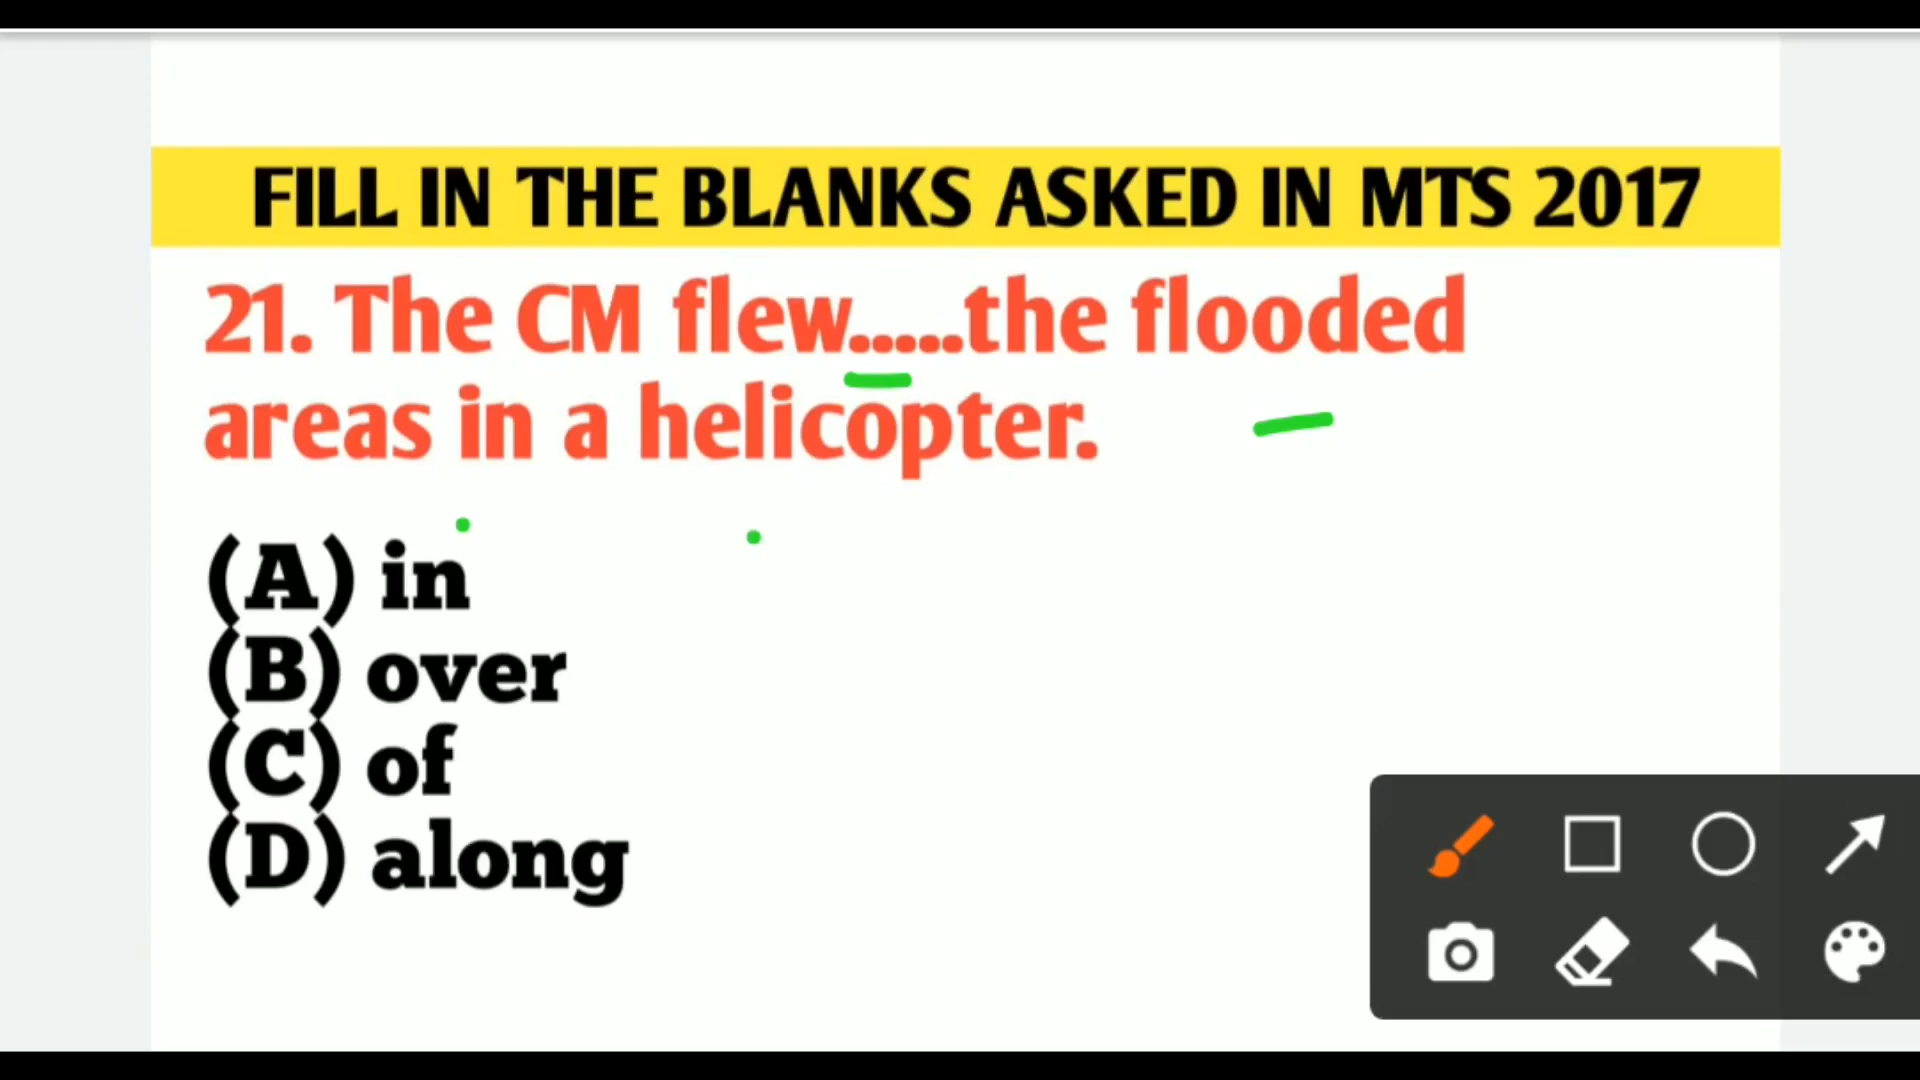 FILL IN THE BLANKS ASKED IN MTS 2017
21. The CM flew.....the flooded
areas in a helicopter.
(A) in
(B) over
(C) of
(D) along